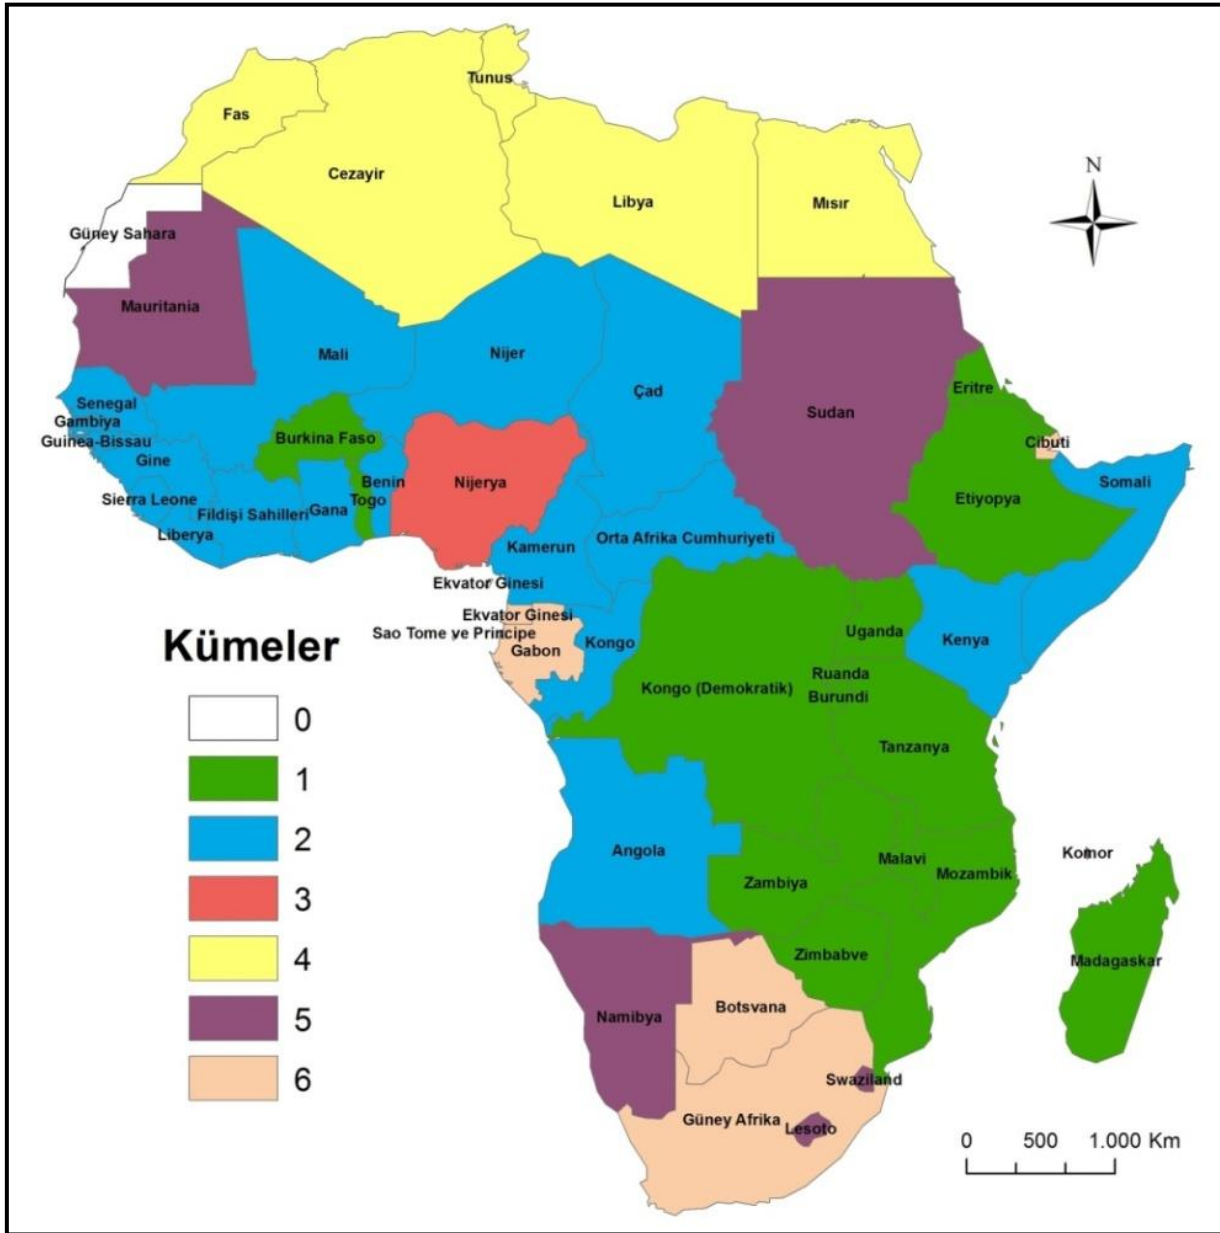 Tunus
Fas
Cezayir
Libya
Mısır
N
Güney Sahara
Mauritania
Mali
Nijer
Çad
Sudan
Eritre
Senegal
Gambiya
Guinea-Bissau
Gine
Burkina Faso
Cibuti
Sierra Leone
Fildişi Sahilleri
Gana
Togo
Benin
Nijerya
Etiyopya
Somali
Liberya
Kamerun
Orta Afrika Cumhuriyeti
Ekvator Ginesi
Ekvator Ginesi
Sao Tome ve Principe
Gabon
Kongo
Uganda
Kenya
Kongo (Demokratik)
Ruanda
Burundi
Tanzanya
Angola
Zambiya
Malavi
Mozambik
Komor
Zimbabve
Madagaskar
Namibya
Botsvana
Swaziland
Güney Afrika
Lesoto
Kümeler
0
1
2
3
4
5
6
0 500 1.000 Km